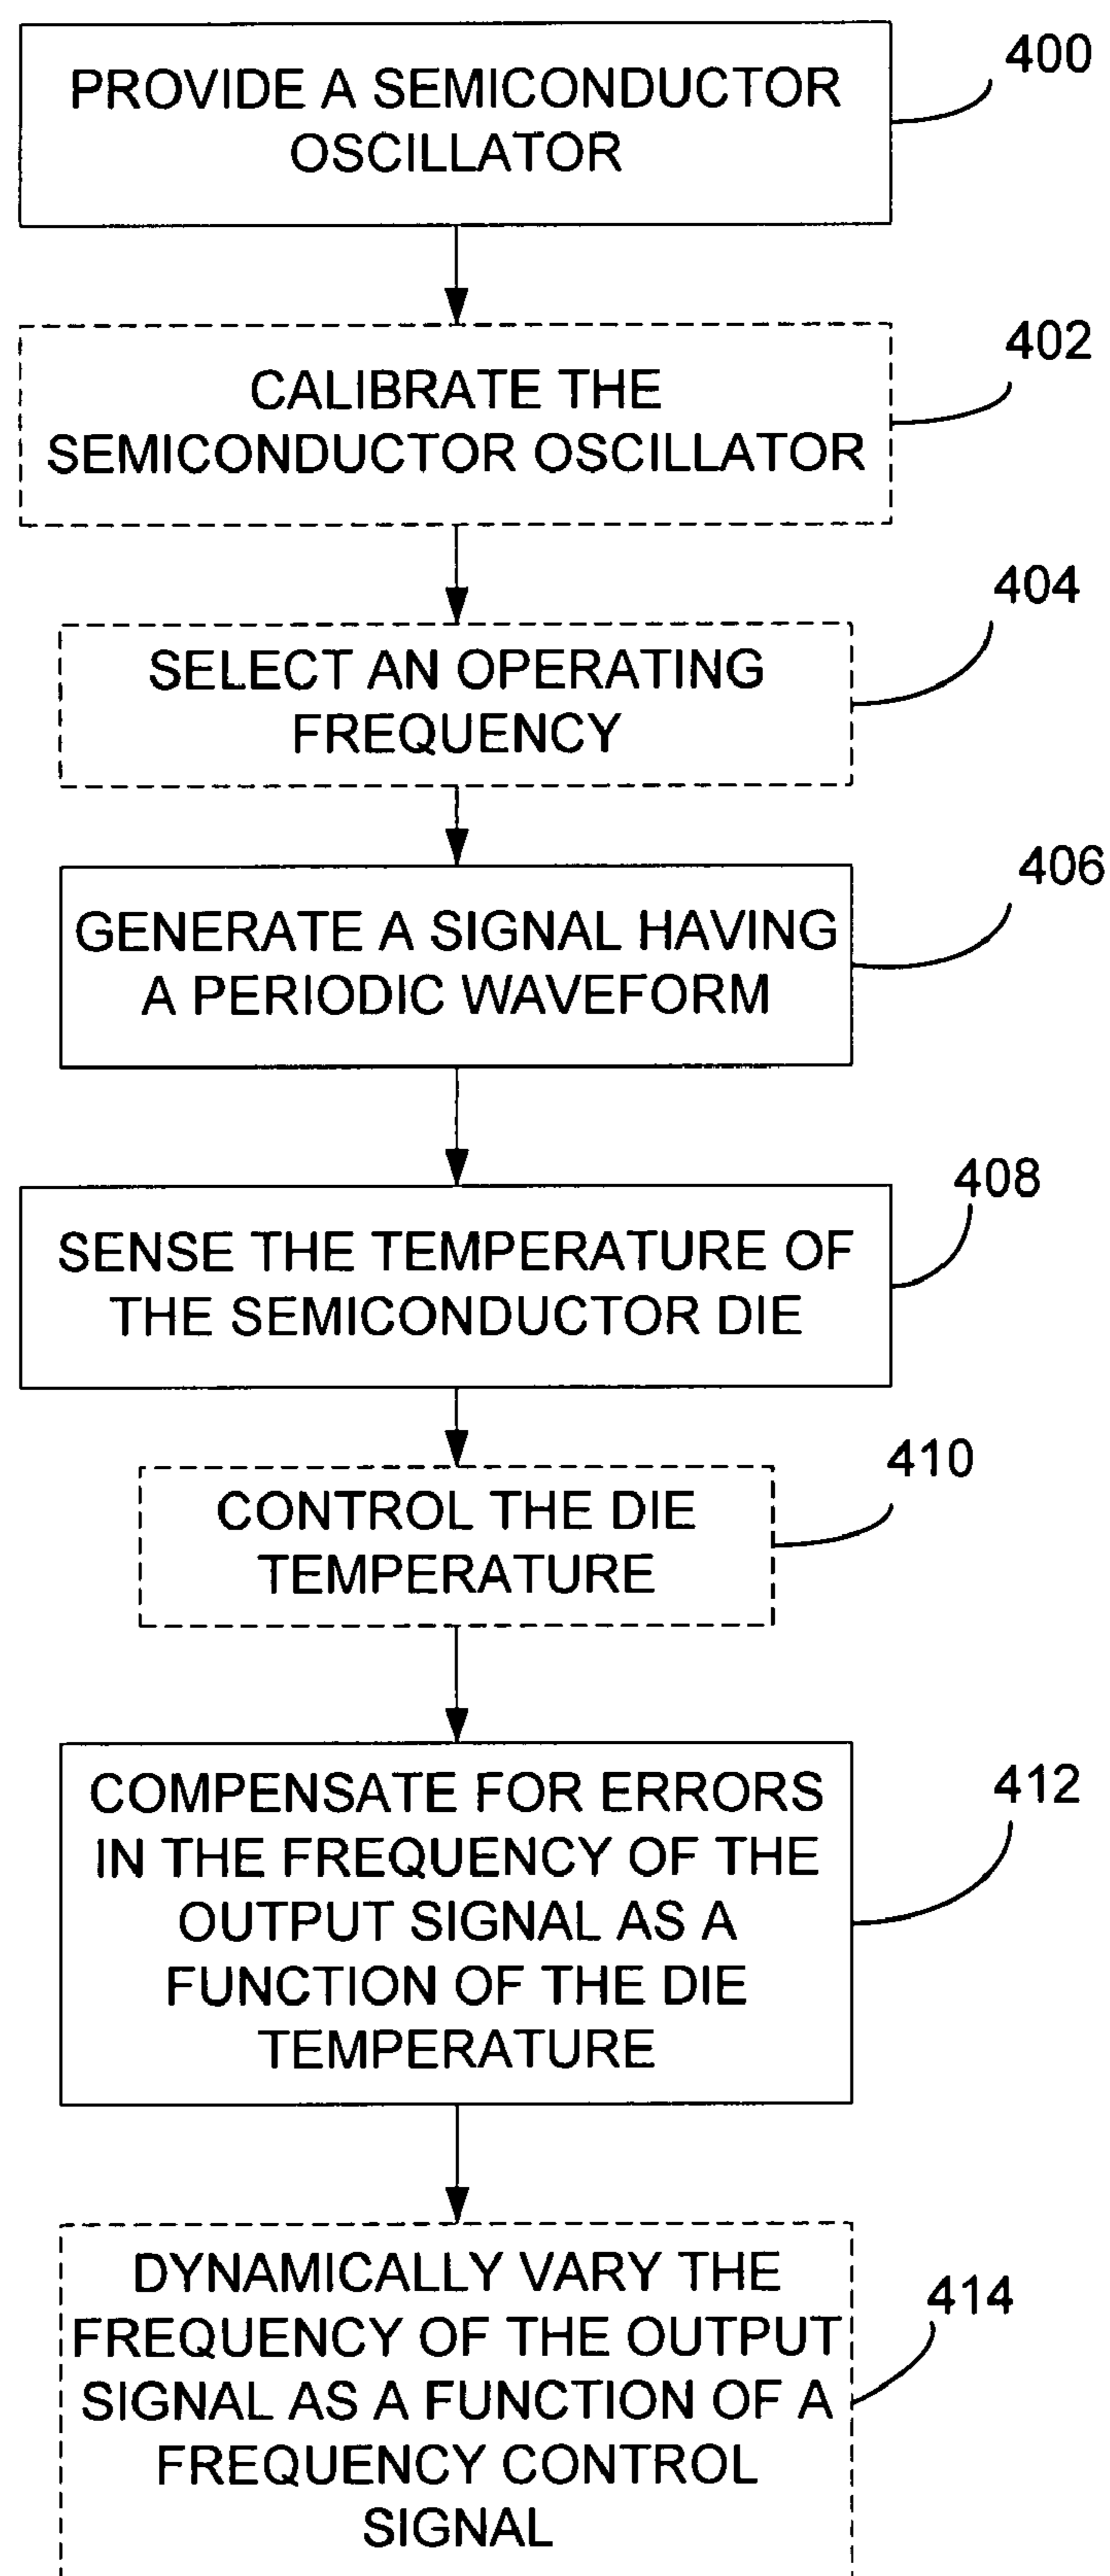 PROVIDE A SEMICONDUCTOR
OSCILLATOR
400
CALIBRATE THE
SEMICONDUCTOR OSCILLATOR
402
SELECT AN OPERATING
FREQUENCY
404
GENERATE A SIGNAL HAVING
A PERIODIC WAVEFORM
406
SENSE THE TEMPERATURE OF
THE SEMICONDUCTOR DIE
408
CONTROL THE DIE
TEMPERATURE
410
COMPENSATE FOR ERRORS
IN THE FREQUENCY OF THE
OUTPUT SIGNAL AS A
FUNCTION OF THE DIE
TEMPERATURE
412
DYNAMICALLY VARY THE
FREQUENCY OF THE OUTPUT
SIGNAL AS A FUNCTION OF A
FREQUENCY CONTROL
SIGNAL
414